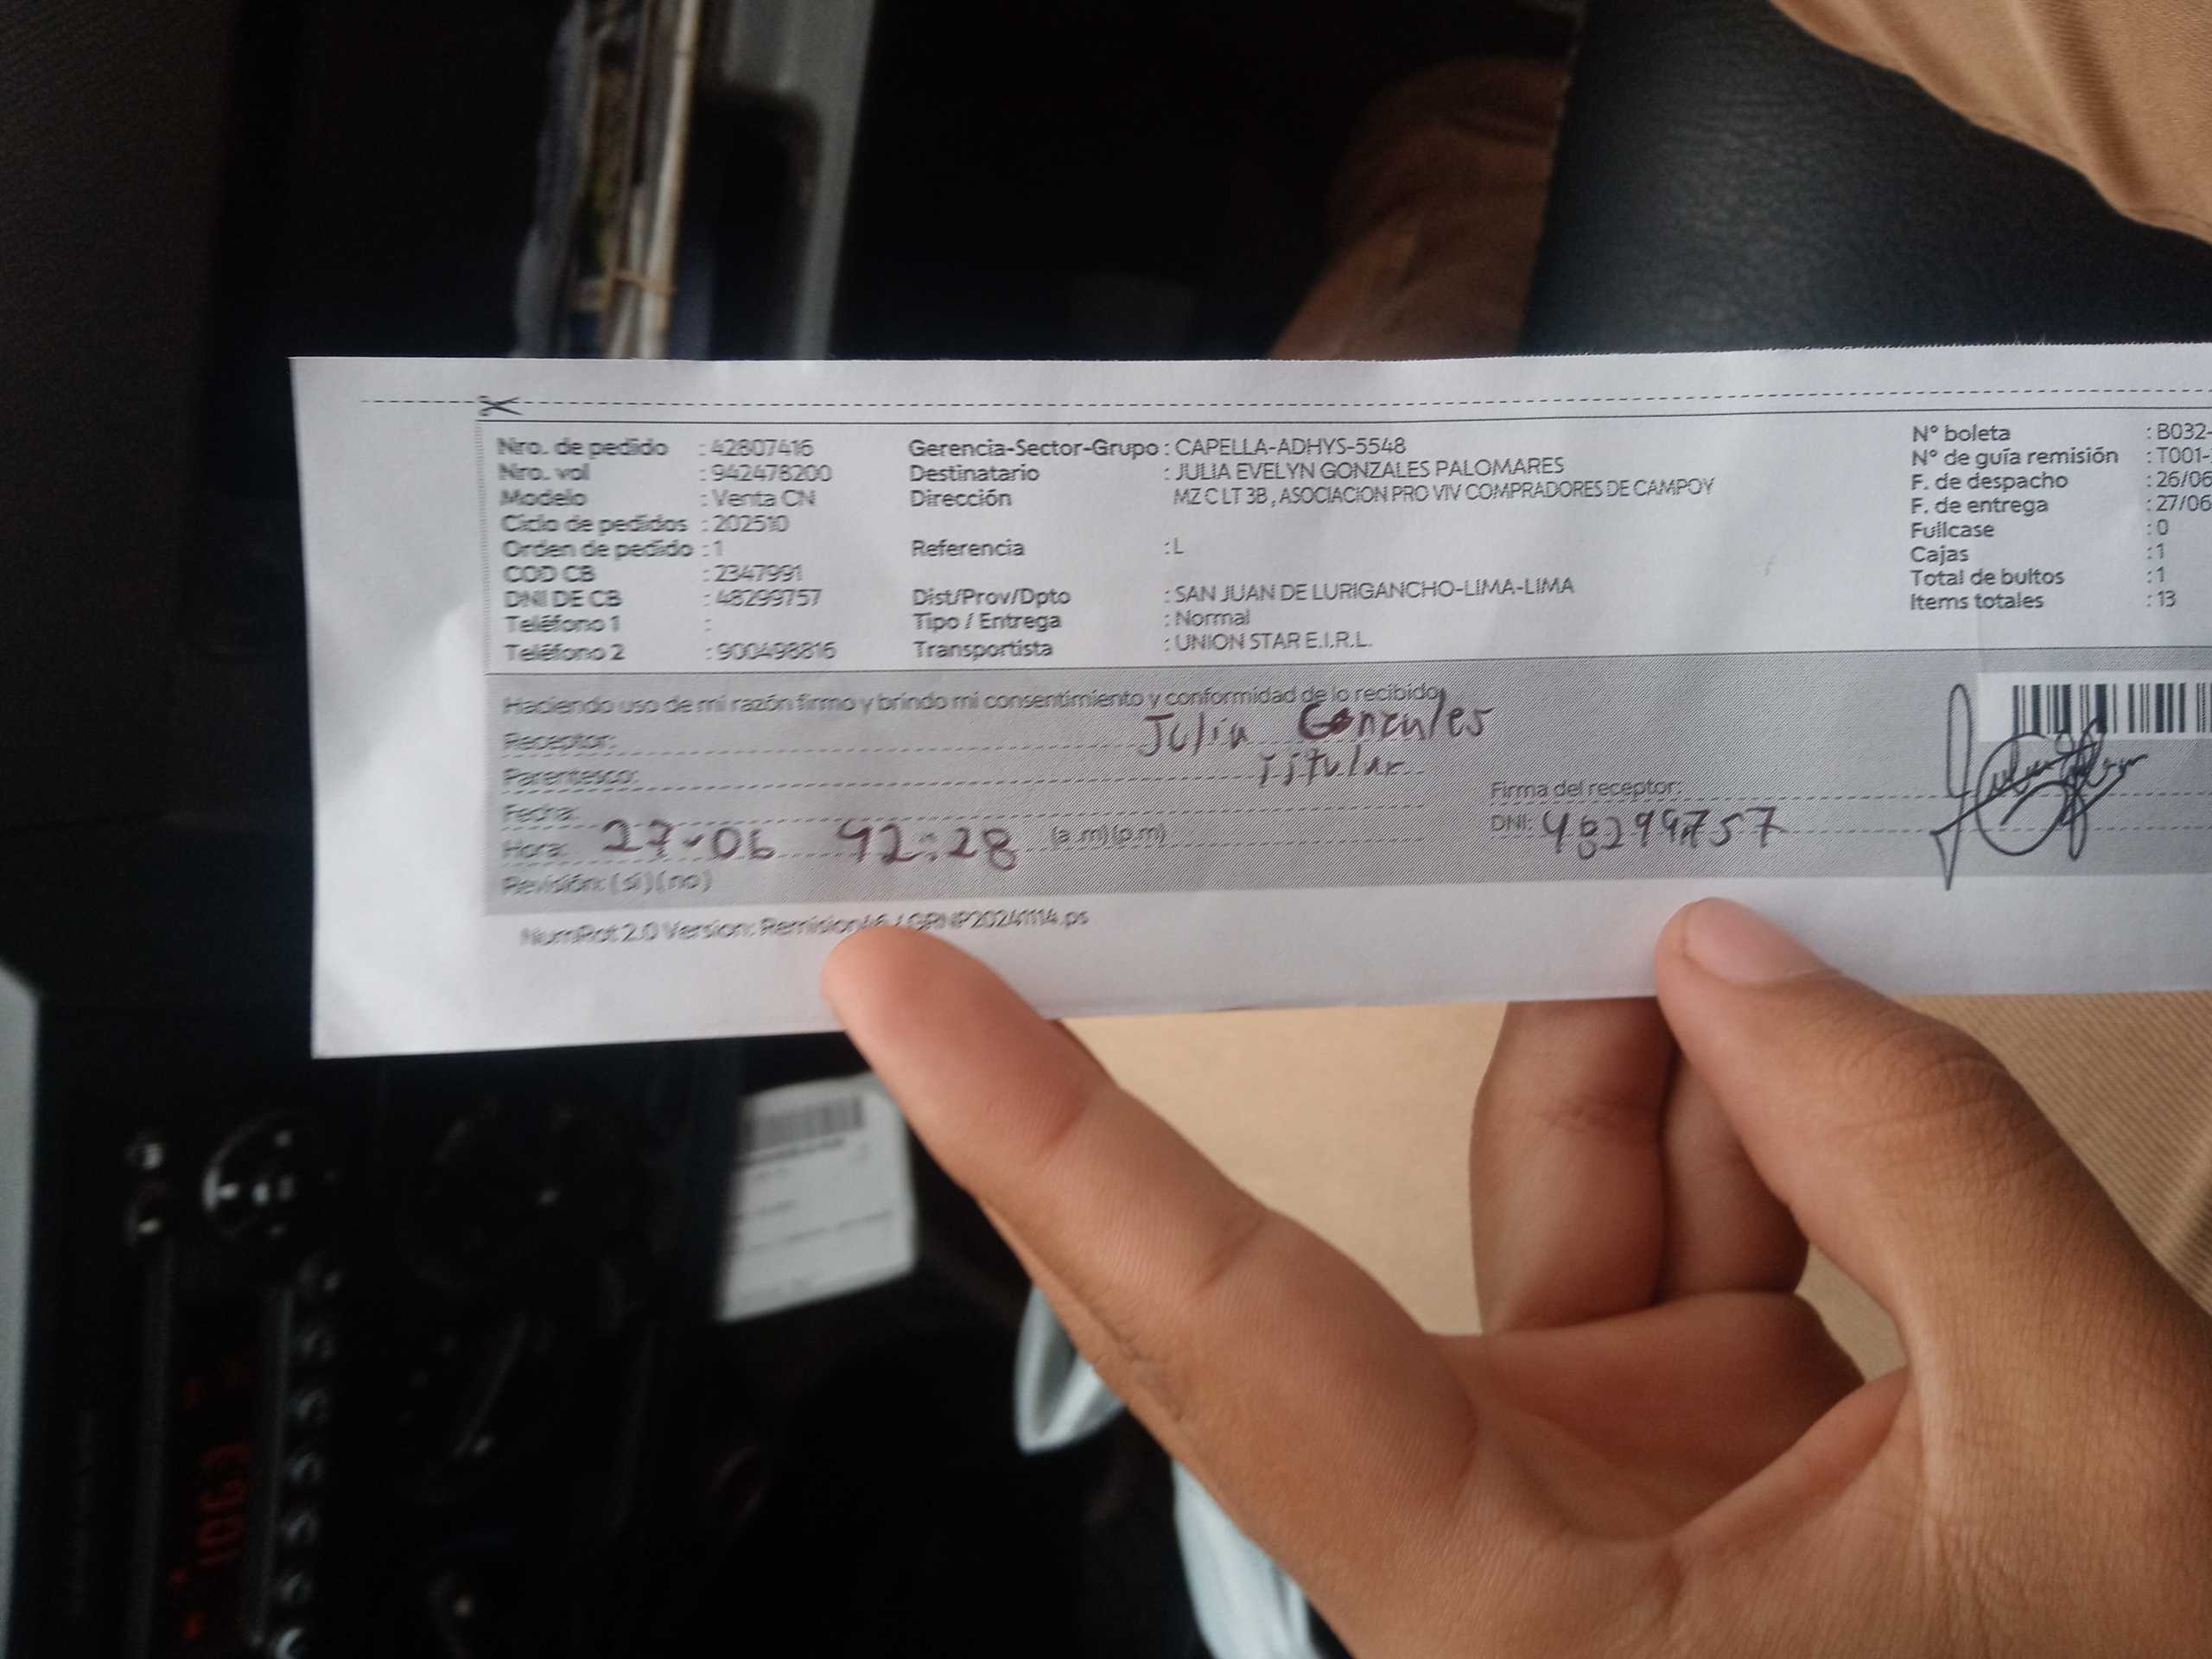 Nro. de pedido : 42807416
Nro. vol : 942478200
Modelo : Venta CN
Ciclo de pedidos : 202510
Orden de pedido : 1
COD CB : 2347991
DNI DE CB : 48299757
Teléfono 1 :
Teléfono 2 : 900498816
Gerencia-Sector-Grupo : CAPELLA-ADHYS-5548
Destinatario : JULIA EVELYN GONZALES PALOMARES
Dirección MZ C LT 3B , ASOCIACION PRO VIV COMPRADORES DE CAMPOY
Referencia : L
Dist/Prov/Dpto : SAN JUAN DE LURIGANCHO-LIMA-LIMA
Tipo / Entrega : Normal
Transportista : UNION STAR E.I.R.L.
N° boleta : B032-
N° de guía remisión : T001-
F. de despacho : 26/06
F. de entrega : 27/06
Fullcase : 0
Cajas : 1
Total de bultos : 1
Items totales : 13
Haciendo uso de mi razón firmo y brindo mi consentimiento y conformidad de lo recibido
Receptor: Julia Gonzales
Parentesco: Titular
Fecha:
Hora: 27-06 12:28 (a.m) (p.m)
Revisión: (si) (no)
Firma del receptor:
DNI: 48299757
NumRot 2.0 Version: GRNP20241114.ps
1063